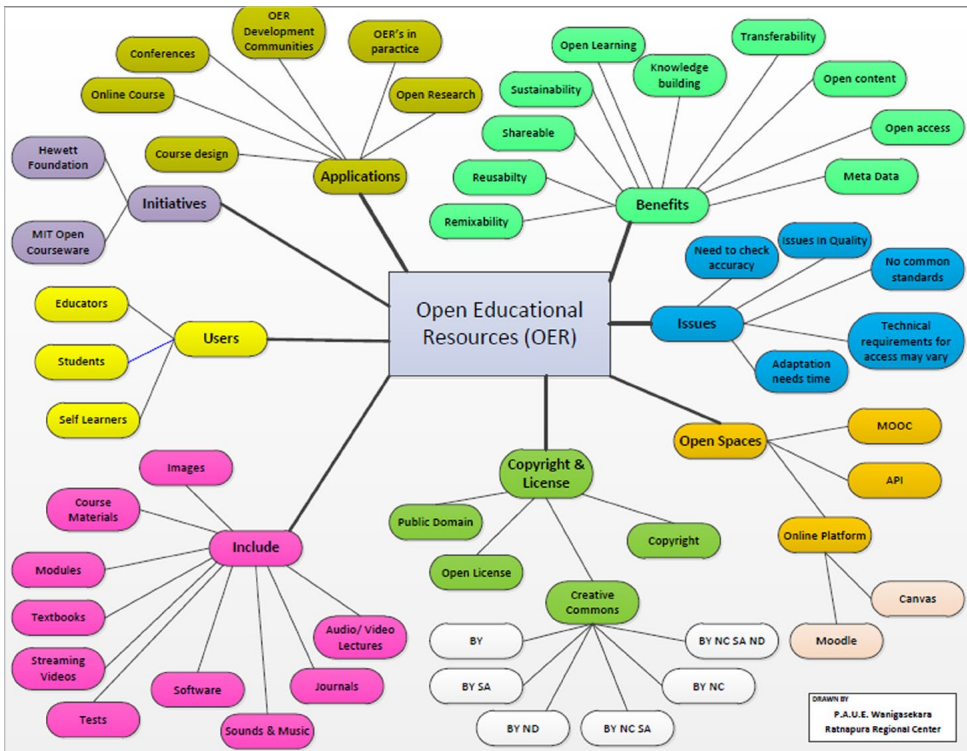 OER
Development
Communities
OER's in
paractice
Conferences
Online Course
Open Research
Course design
Applications
Hewett
Foundation
Initiatives
MIT Open
Courseware
Open Learning
Transferability
Knowledge
building
Sustainability
Open content
Shareable
Open access
Reusabilty
Meta Data
Remixability
Benefits
Open Educational
Resources (OER)
Need to check
accuracy
Issues In Quality
No common
standards
Issues
Technical
requirements for
access may vary
Adaptation
needs time
Educators
Users
Students
Self Learners
Open Spaces
MOOC
API
Online Platform
Canvas
Moodle
Copyright &
License
Public Domain
Copyright
Open License
Creative
Commons
BY
BY NC SA ND
BY SA
BY NC
BY ND
BY NC SA
Images
Course
Materials
Include
Modules
Textbooks
Audio/ Video
Lectures
Streaming
Videos
Software
Journals
Tests
Sounds & Music
DRAWN BY
P.A.U.E. Wanigasekara
Ratnapura Regional Center